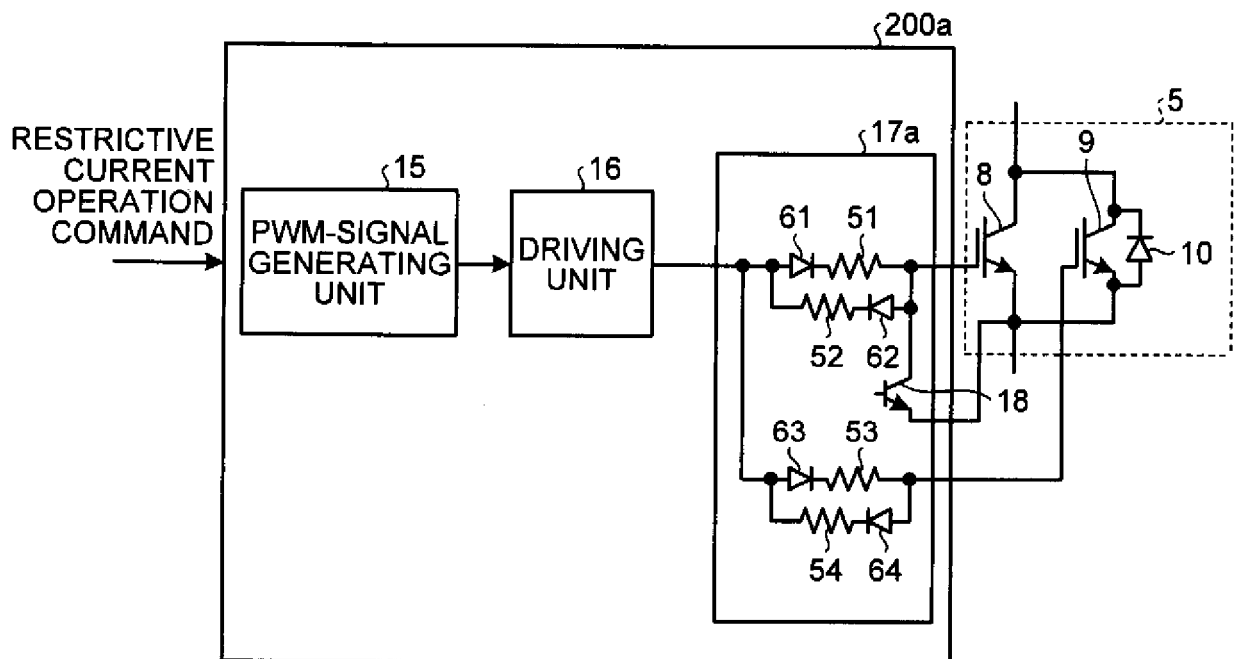 200a
5
RESTRICTIVE
CURRENT
OPERATION
COMMAND
17a
9
15
16
8
PWM-SIGNAL
GENERATING
UNIT
DRIVING
UNIT
61
51
10
52
62
18
63
53
54
64